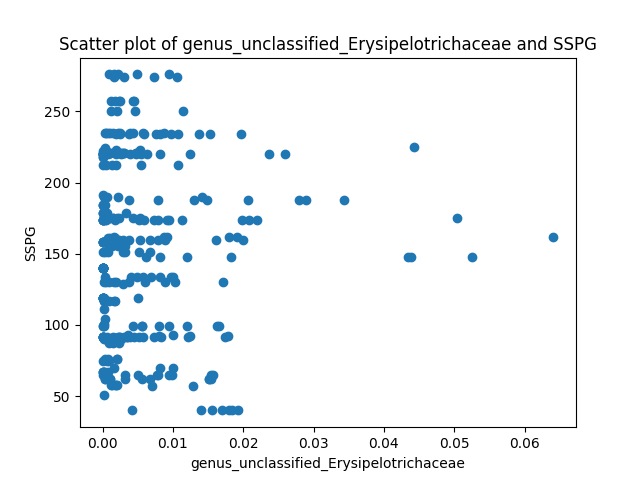 Scatter plot of genus_unclassified_Erysipelotrichaceae and SSPG
250
200
150
100
50
SSPG
0.00 0.01 0.02 0.03 0.04 0.05 0.06
genus_unclassified_Erysipelotrichaceae